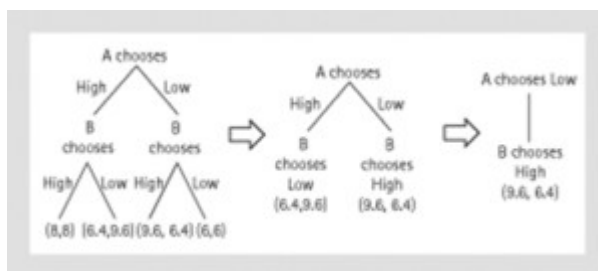 A chooses
High Low
B B
chooses chooses
High Low High Low
(8,8) (6.4,9.6) (9.6, 6.4) (6,6)
A chooses
High Low
B B
chooses chooses
Low High
(6.4,9.6) (9.6, 6.4)
A chooses Low
B chooses
High
(9.6, 6.4)